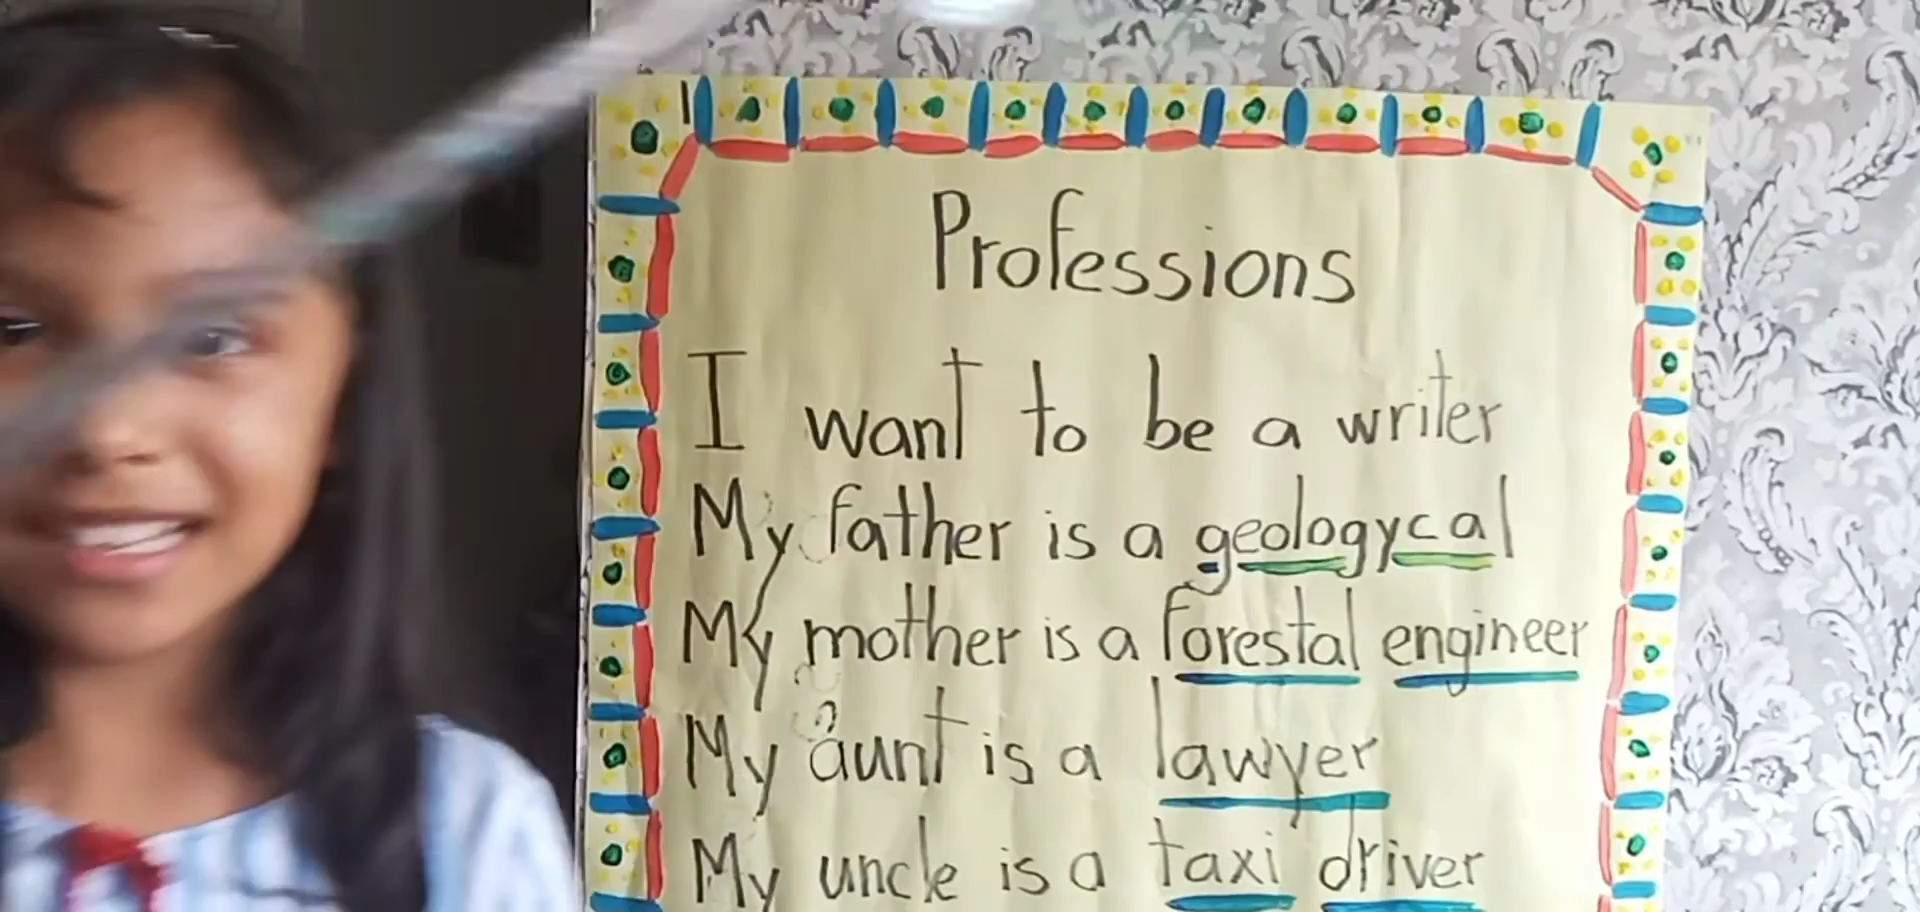 Professions
I want to be a writer
My father is a geologycal
My mother is a forestal engineer
My aunt is a lawyer
My uncle is a taxi driver